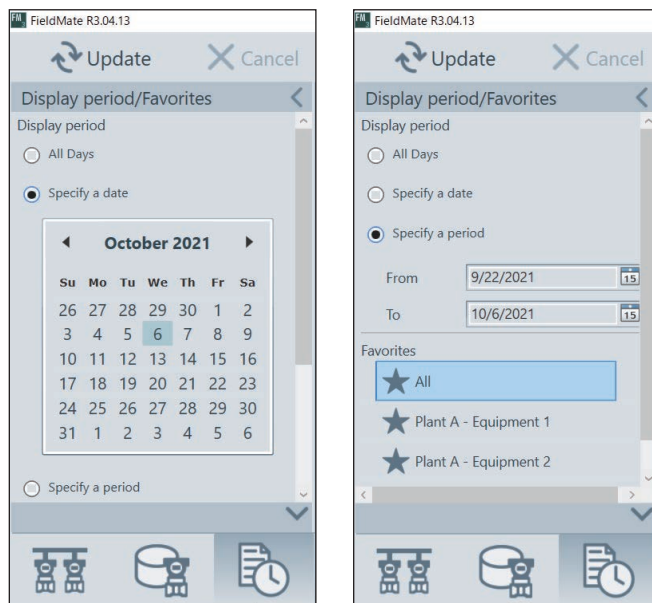 FieldMate R3.04.13
Update Cancel
Display period/Favorites
Display period
All Days
Specify a date
October 2021
Su Mo Tu We Th Fr Sa
26 27 28 29 30 1 2
3 4 5 6 7 8 9
10 11 12 13 14 15 16
17 18 19 20 21 22 23
24 25 26 27 28 29 30
31 1 2 3 4 5 6
Specify a period
FieldMate R3.04.13
Update Cancel
Display period/Favorites
Display period
All Days
Specify a date
Specify a period
From 9/22/2021 15
To 10/6/2021 15
Favorites
All
Plant A - Equipment 1
Plant A - Equipment 2